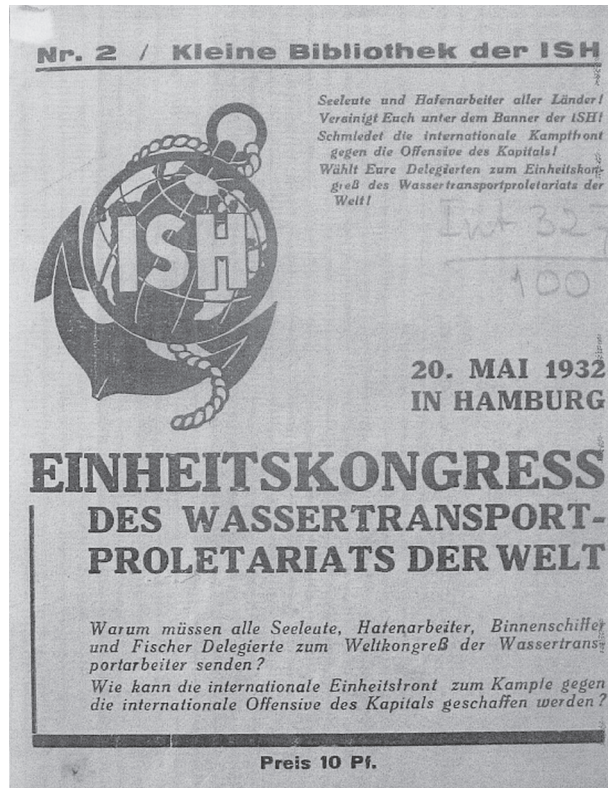 Nr. 2 / Kleine Bibliothek der ISH
Seeleute und Hafenarbeiter aller Länder!
Vereinigt Euch unter dem Banner der ISH!
Schmiedet die internationale Kampffront
gegen die Offensive des Kapitals!
Wählt Eure Delegierten zum Einheitskon-
greß des Wassertransportproletariats der
Welt!
Int 327
100
ISH
20. MAI 1932
IN HAMBURG
EINHEITSKONGRESS
DES WASSERTRANSPORT-
PROLETARIATS DER WELT
Warum müssen alle Seeleute, Hafenarbeiter, Binnenschiffer
und Fischer Delegierte zum Weltkongreß der Wassertrans-
portarbeiter senden?
Wie kann die internationale Einheitsfront zum Kampfe gegen
die internationale Offensive des Kapitals geschaffen werden?
Preis 10 Pf.